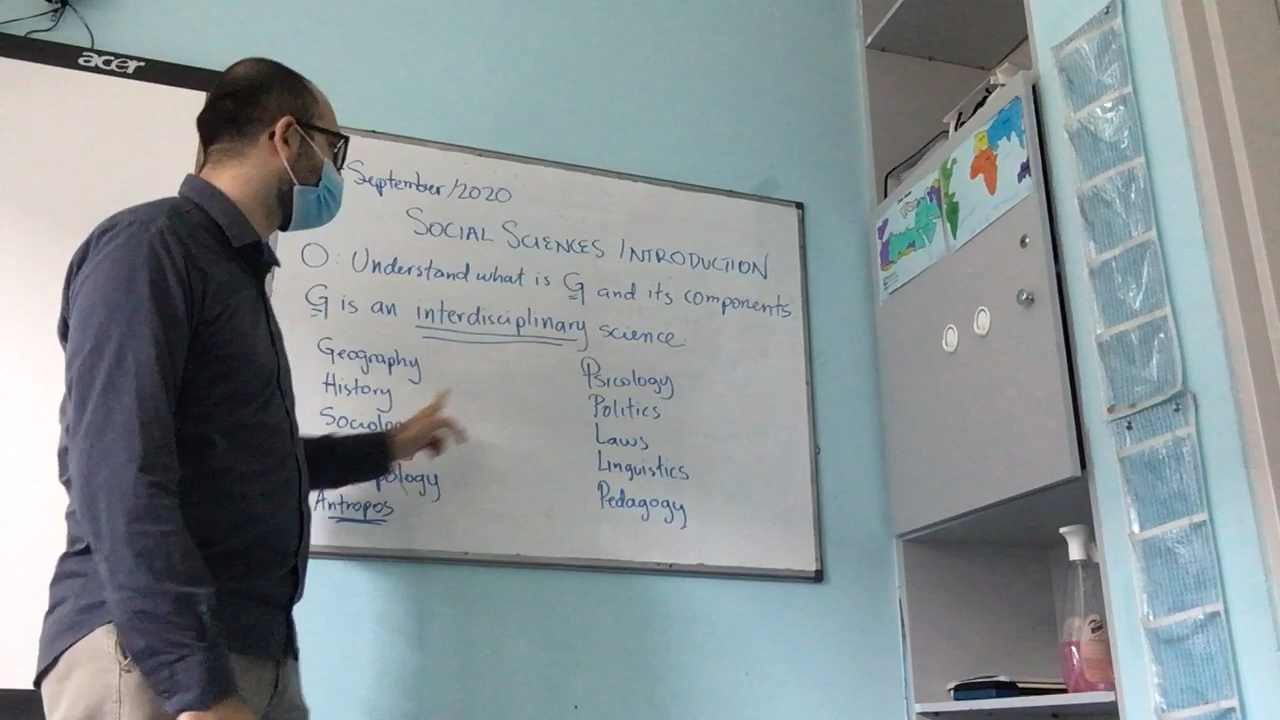 acer
September/2020
SOCIAL SCIENCES INTRODUCTION
O: Understand what is G and its components
G is an interdisciplinary science
Geography
History
Antropos
Psicology
Politics
Laws
Linguistics
Pedagogy